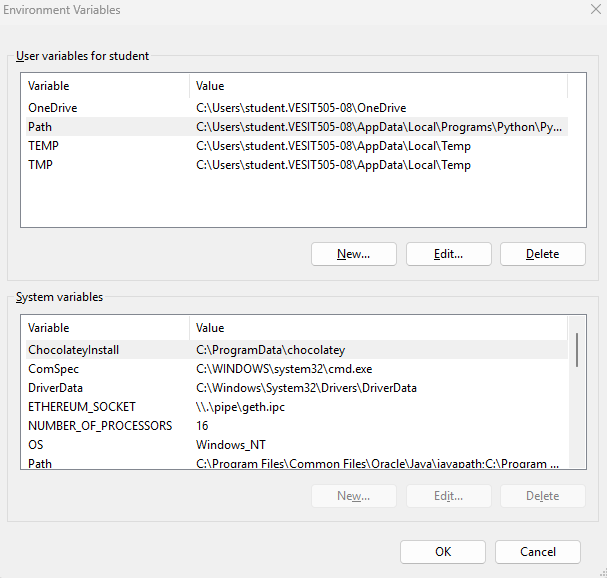 Environment Variables
User variables for student
Variable Value
OneDrive C:\Users\student.VESIT505-08\OneDrive
Path C:\Users\student.VESIT505-08\AppData\Local\Programs\Python\Py...
TEMP C:\Users\student.VESIT505-08\AppData\Local\Temp
TMP C:\Users\student.VESIT505-08\AppData\Local\Temp
New... Edit... Delete
System variables
Variable Value
ChocolateyInstall C:\ProgramData\chocolatey
ComSpec C:\WINDOWS\system32\cmd.exe
DriverData C:\Windows\System32\Drivers\DriverData
ETHEREUM_SOCKET \\.\pipe\geth.ipc
NUMBER_OF_PROCESSORS 16
OS Windows_NT
Path C:\Program Files\Common Files\Oracle\Java\javapath;C:\Program ...
New... Edit... Delete
OK Cancel